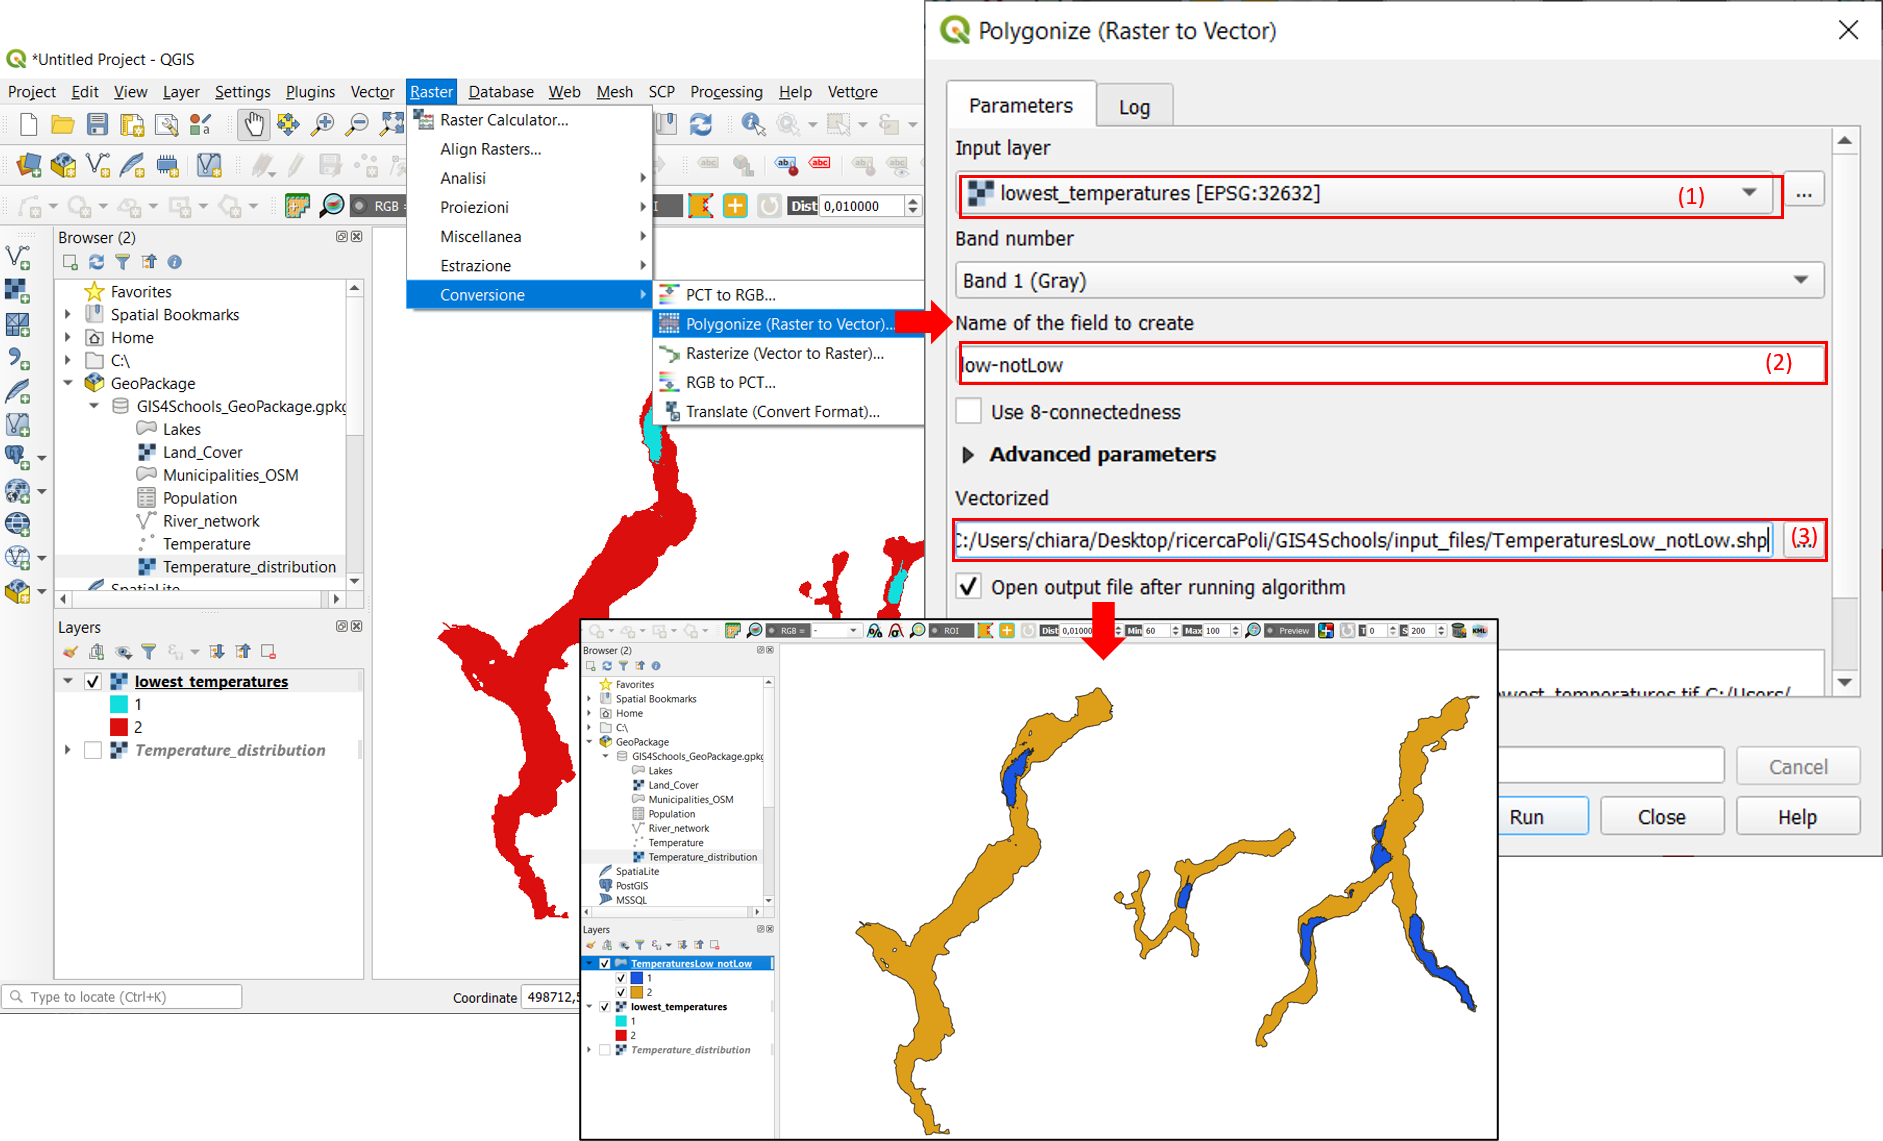 *Untitled Project - QGIS
Project Edit View Layer Settings Plugins Vector Raster Database Web Mesh SCP Processing Help Vettore
Raster Calculator...
Align Rasters...
Analisi
Proiezioni
Miscellanea
Estrazione
Conversione
PCT to RGB...
Polygonize (Raster to Vector)...
Rasterize (Vector to Raster)...
RGB to PCT...
Translate (Convert Format)...
RGB =
Dist 0,010000
Browser (2)
Favorites
Spatial Bookmarks
Home
C:\
GeoPackage
GIS4Schools_GeoPackage.gpkg
Lakes
Land_Cover
Municipalities_OSM
Population
River_network
Temperature
Temperature_distribution
SpatiaLite
Layers
lowest_temperatures
1
2
Temperature_distribution
Type to locate (Ctrl+K)
Coordinate 498712,5
Polygonize (Raster to Vector)
Parameters Log
Input layer
lowest_temperatures [EPSG:32632] (1) ...
Band number
Band 1 (Gray)
Name of the field to create
low-notLow (2)
Use 8-connectedness
Advanced parameters
Vectorized
C:/Users/chiara/Desktop/ricercaPoli/GIS4Schools/input_files/TemperaturesLow_notLow.shp (3) ...
Open output file after running algorithm
west_temperatures.tif C:/Users/
Cancel
Run Close Help
RGB = - ROI Dist 0,01000 Min 60 Max 100 Preview T 0 S 200 KML
Browser (2)
Favorites
Spatial Bookmarks
Home
C:\
GeoPackage
GIS4Schools_GeoPackage.gpkg
Lakes
Land_Cover
Municipalities_OSM
Population
River_network
Temperature
Temperature_distribution
SpatiaLite
PostGIS
MSSQL
Layers
TemperaturesLow_notLow
1
2
lowest_temperatures
1
2
Temperature_distribution